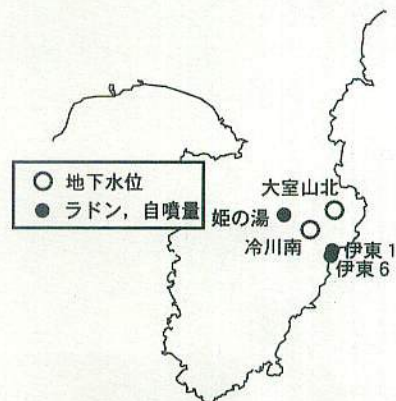 地下水位
ラドン，自噴量
大室山北
姫の湯
冷川南
伊東 1
伊東 6